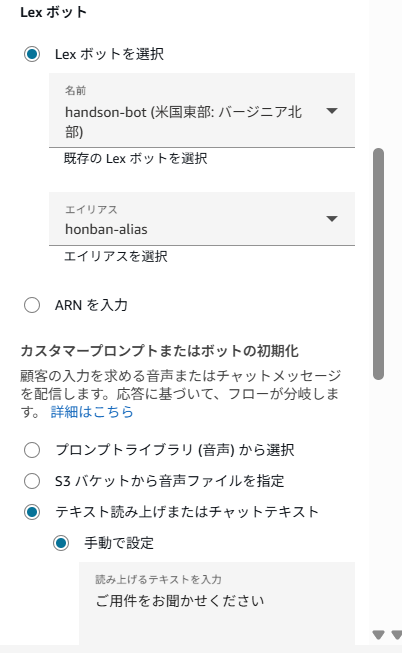 Lex ボット
Lex ボットを選択
名前
handson-bot (米国東部: バージニア北
部)
既存の Lex ボットを選択
エイリアス
honban-alias
エイリアスを選択
ARN を入力
カスタマープロンプトまたはボットの初期化
顧客の入力を求める音声またはチャットメッセージ
を配信します。応答に基づいて、フローが分岐しま
す。 詳細はこちら
プロンプトライブラリ (音声) から選択
S3 バケットから音声ファイルを指定
テキスト読み上げまたはチャットテキスト
手動で設定
読み上げるテキストを入力
ご用件をお聞かせください